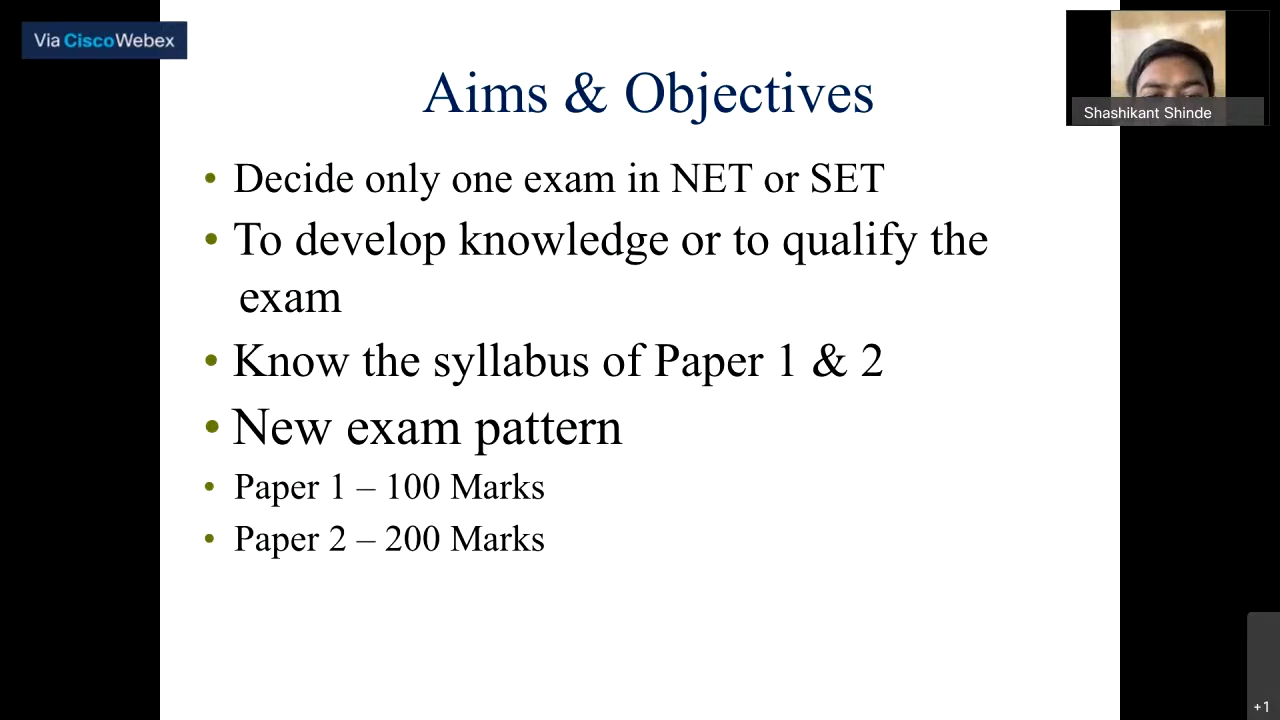 Via CiscoWebex
Shashikant Shinde
Aims & Objectives
• Decide only one exam in NET or SET
• To develop knowledge or to qualify the
exam
• Know the syllabus of Paper 1 & 2
• New exam pattern
• Paper 1 – 100 Marks
• Paper 2 – 200 Marks
+1